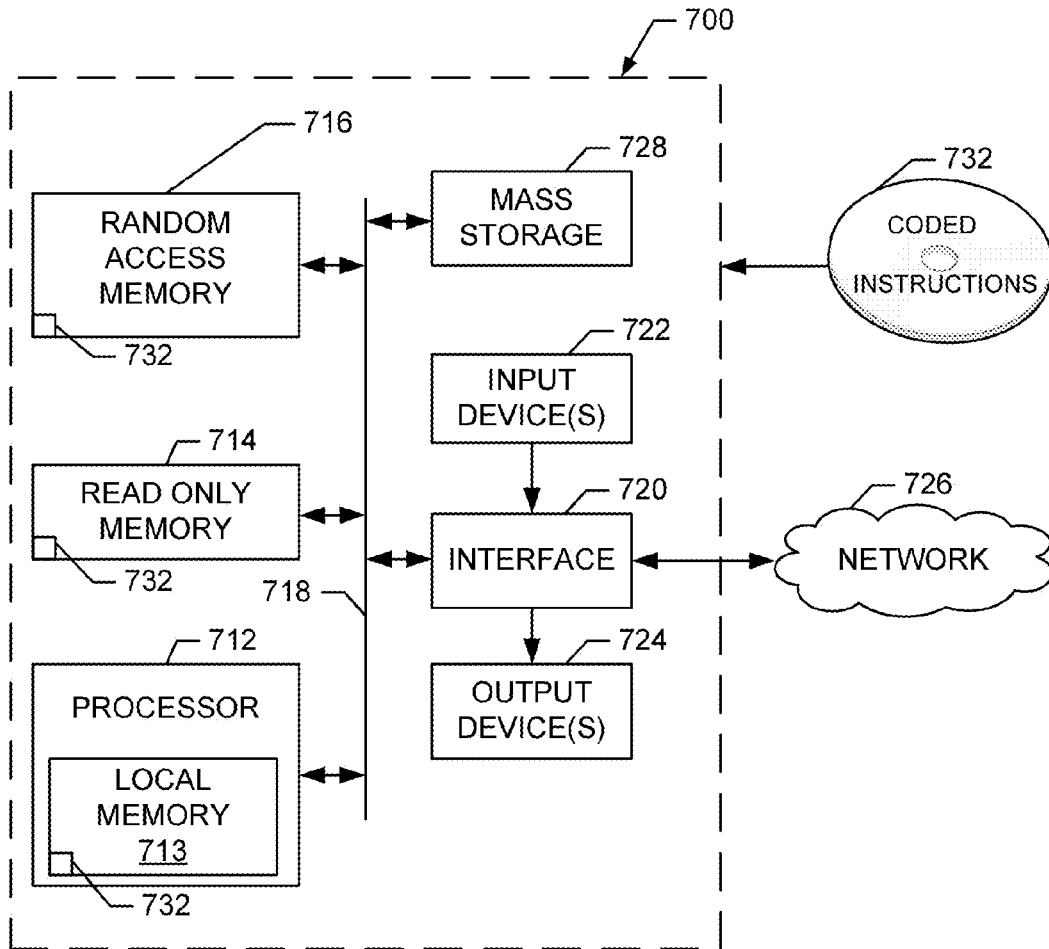 700
716
RANDOM
ACCESS
MEMORY
732
728
MASS
STORAGE
732
CODED
INSTRUCTIONS
722
INPUT
DEVICE(S)
714
READ ONLY
MEMORY
732
720
INTERFACE
726
NETWORK
718
712
PROCESSOR
LOCAL
MEMORY
713
732
724
OUTPUT
DEVICE(S)